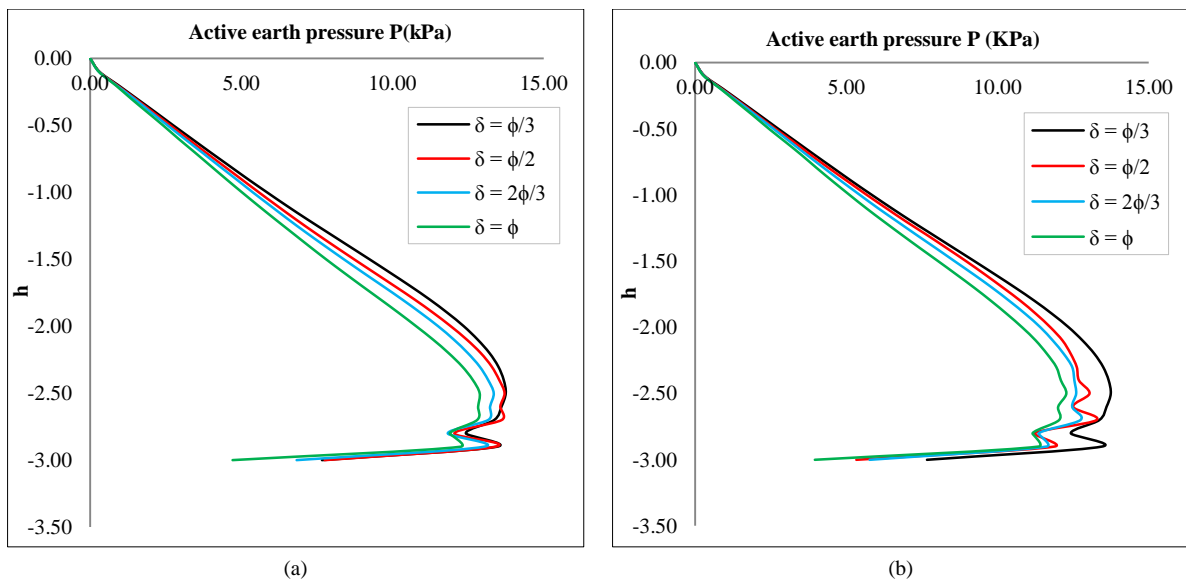 Active earth pressure P(kPa)
0.00
0.00 5.00 10.00 15.00
-0.50
-1.00
-1.50
-2.00
-2.50
-3.00
-3.50
h
δ = ϕ/3
δ = ϕ/2
δ = 2ϕ/3
δ = ϕ
(a)
Active earth pressure P (KPa)
0.00
0.00 5.00 10.00 15.00
-0.50
-1.00
-1.50
-2.00
-2.50
-3.00
-3.50
h
δ = ϕ/3
δ = ϕ/2
δ = 2ϕ/3
δ = ϕ
(b)